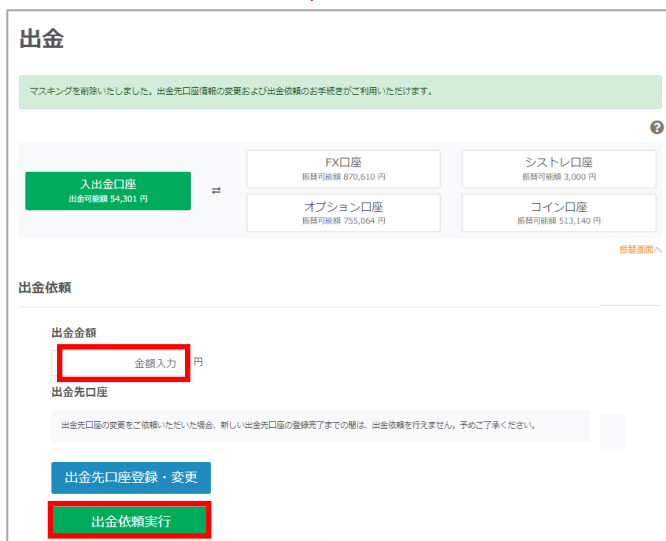 出金
マスキングを削除いたしました。出金先口座情報の変更および出金依頼のお手続きがご利用いただけます。
?
入出金口座
出金可能額 54,301 円
⇄
FX口座
振替可能額 870,610 円
シストレ口座
振替可能額 3,000 円
オプション口座
振替可能額 755,064 円
コイン口座
振替可能額 513,140 円
振替画面へ
出金依頼
出金金額
金額入力 円
出金先口座
出金先口座の変更をご依頼いただいた場合、新しい出金先口座の登録完了までの間は、出金依頼を行えません。予めご了承ください。
出金先口座登録・変更
出金依頼実行